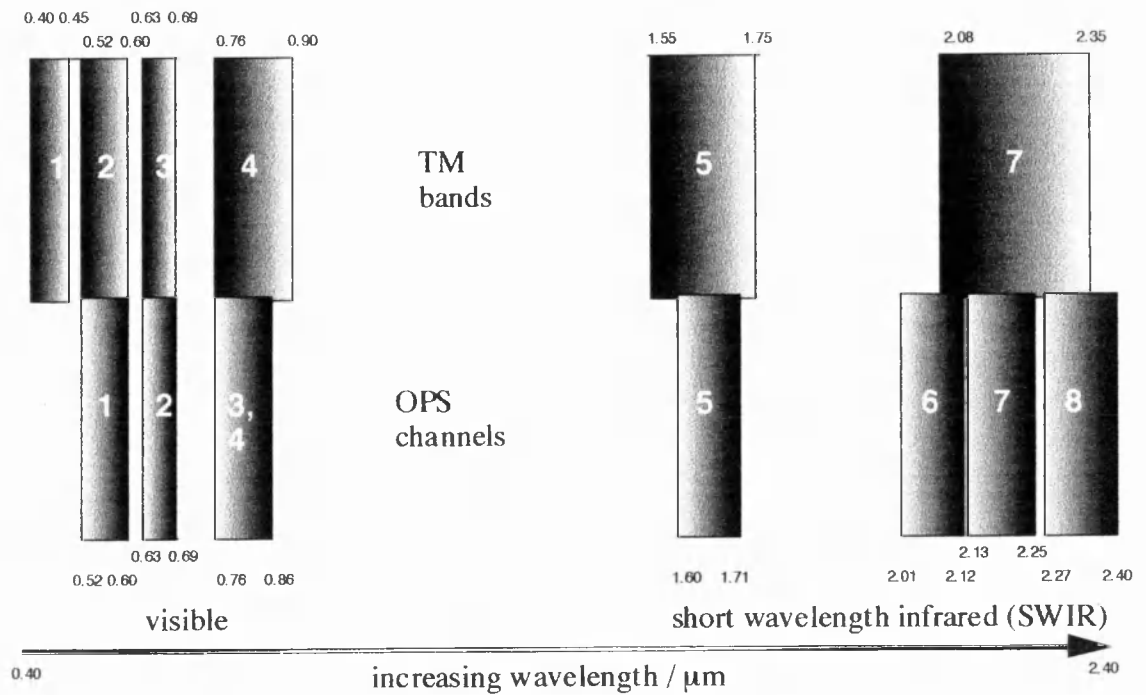 0.40 0.45 0.63 0.69
0.52 0.60 0.76 0.90 1.55 1.75 2.08 2.35
1 2 3 4 5 7
TM
bands
1 2 3, 5 6 7 8
4
OPS
channels
0.63 0.69 2.13 2.25
0.52 0.60 0.76 0.86 1.60 1.71 2.01 2.12 2.27 2.40
visible short wavelength infrared (SWIR)
0.40 increasing wavelength / μm 2.40